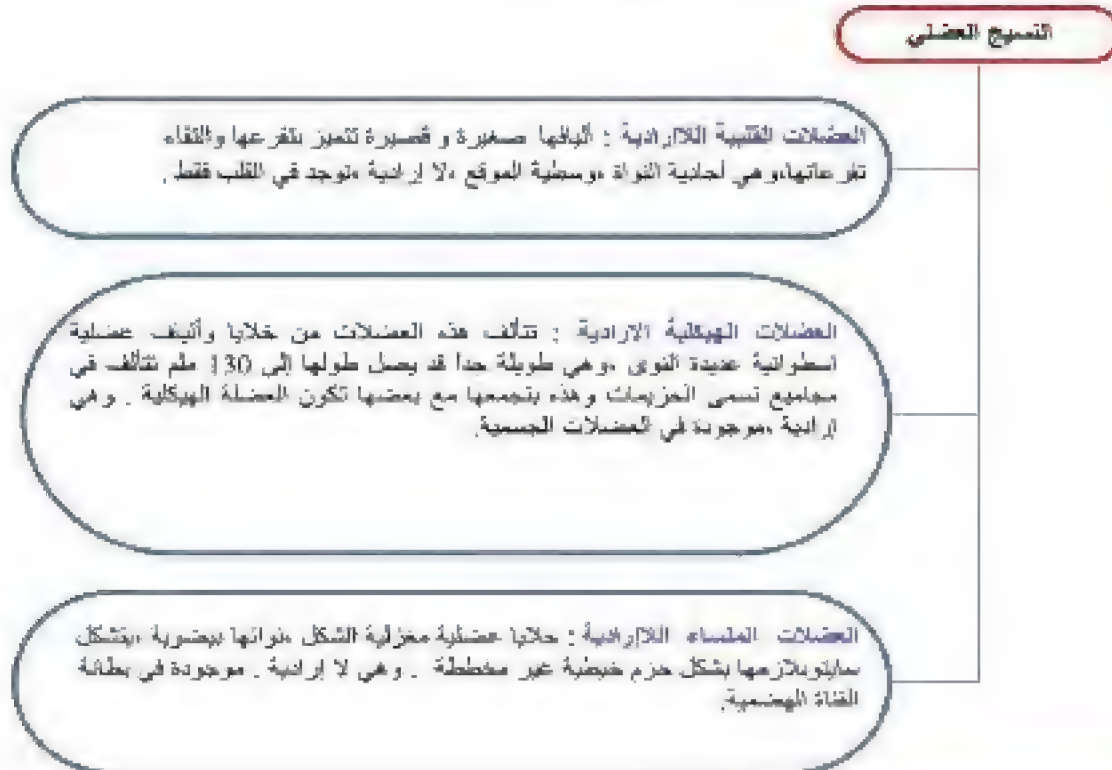 النسيج العضلي
العضلات القلبية اللاإرادية : أليافها صغيرة و قصيرة تتميز بتفرعها والتقاء
تفرعاتها،وهي أحادية النواة ،وسطية الموقع ،لا إرادية ،توجد في القلب فقط .
العضلات الهيكلية الارادية : تتألف هذه العضلات من خلايا وألياف عضلية
اسطوانية عديدة النوى ،وهي طويلة جدا قد يصل طولها إلى 130 ملم تتألف في
مجاميع تسمى الحزيمات وهذه بتجمعها مع بعضها تكون العضلة الهيكلية . وهي
إرادية ،موجودة في العضلات الجسمية.
العضلات الملساء اللاإرادية : خلايا عضلية مغزلية الشكل ،نواتها بيضوية ،يتشكل
سايتوبلازمها بشكل حزم خيطية غير مخططة . وهي لا إرادية . موجودة في بطانة
القناة الهضمية.